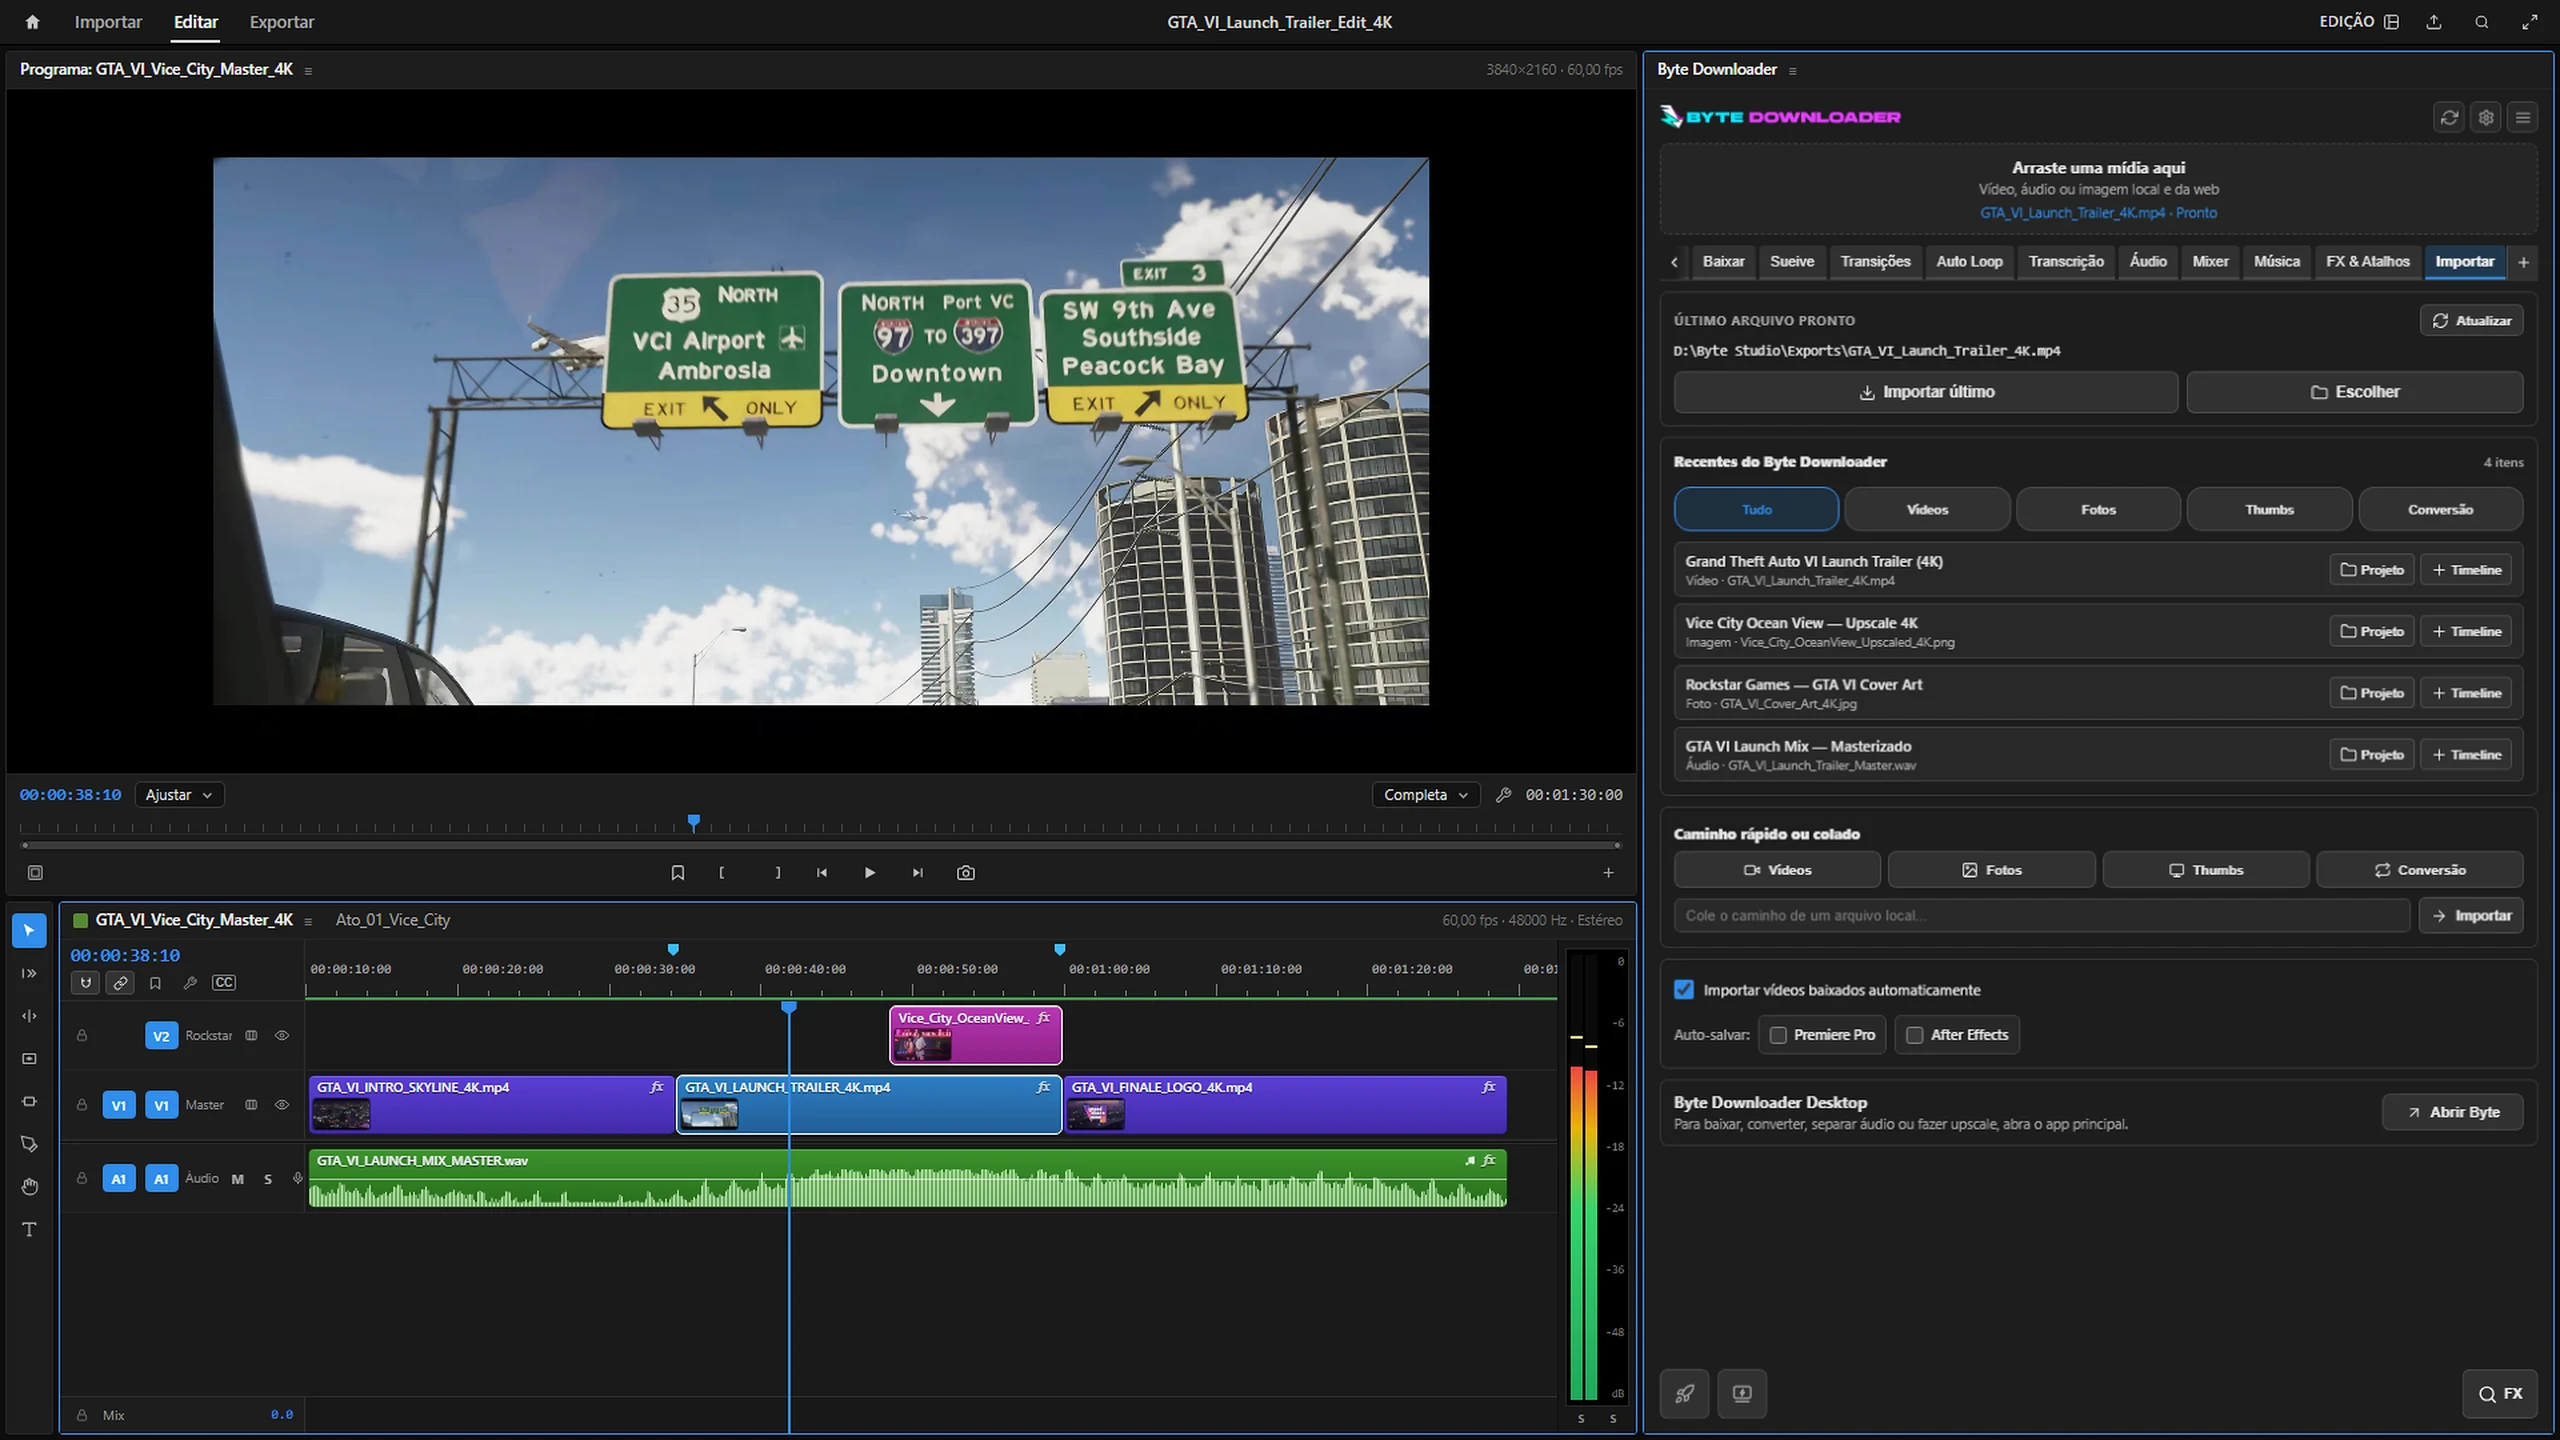 Importar
Editar
Exportar
GTA_VI_Launch_Trailer_Edit_4K
EDIÇÃO
Programa: GTA_VI_Vice_City_Master_4K
3840×2160 · 60,00 fps
35 NORTH
VCI Airport
Ambrosia
EXIT ONLY
NORTH Port VC
97 TO 397
Downtown
EXIT 3
SW 9th Ave
Southside
Peacock Bay
EXIT ONLY
00:00:38:10
Ajustar
Completa
00:01:30:00
GTA_VI_Vice_City_Master_4K
Ato_01_Vice_City
60,00 fps · 48000 Hz · Estéreo
00:00:38:10
CC
00:00:10:00
00:00:20:00
00:00:30:00
00:00:40:00
00:00:50:00
00:01:00:00
00:01:10:00
00:01:20:00
00:01
V2 Rockstar
Vice_City_OceanView_ fx
V1 V1 Master
GTA_VI_INTRO_SKYLINE_4K.mp4 fx
GTA_VI_LAUNCH_TRAILER_4K.mp4 fx
GTA_VI_FINALE_LOGO_4K.mp4 fx
A1 A1 Áudio M S
GTA_VI_LAUNCH_MIX_MASTER.wav fx
Mix 0.0
0
-6
-12
-18
-24
-36
-48
dB
S S
Byte Downloader
BYTE DOWNLOADER
Arraste uma mídia aqui
Vídeo, áudio ou imagem local e da web
GTA_VI_Launch_Trailer_4K.mp4 · Pronto
Baixar
Sueive
Transições
Auto Loop
Transcrição
Áudio
Mixer
Música
FX & Atalhos
Importar
ÚLTIMO ARQUIVO PRONTO
Atualizar
D:\Byte Studio\Exports\GTA_VI_Launch_Trailer_4K.mp4
Importar último
Escolher
Recentes do Byte Downloader
4 itens
Tudo
Vídeos
Fotos
Thumbs
Conversão
Grand Theft Auto VI Launch Trailer (4K)
Vídeo · GTA_VI_Launch_Trailer_4K.mp4
Projeto
Timeline
Vice City Ocean View — Upscale 4K
Imagem · Vice_City_OceanView_Upscaled_4K.png
Projeto
Timeline
Rockstar Games — GTA VI Cover Art
Foto · GTA_VI_Cover_Art_4K.jpg
Projeto
Timeline
GTA VI Launch Mix — Masterizado
Áudio · GTA_VI_Launch_Trailer_Master.wav
Projeto
Timeline
Caminho rápido ou colado
Vídeos
Fotos
Thumbs
Conversão
Cole o caminho de um arquivo local...
Importar
Importar vídeos baixados automaticamente
Auto-salvar:
Premiere Pro
After Effects
Byte Downloader Desktop
Para baixar, converter, separar áudio ou fazer upscale, abra o app principal.
Abrir Byte
FX